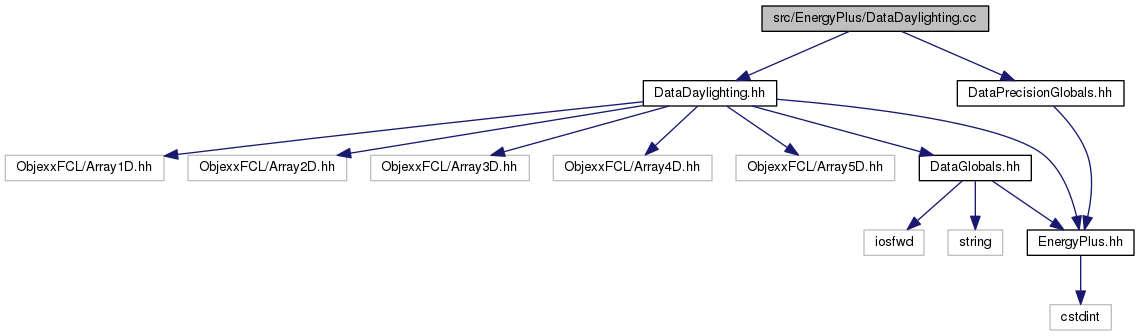 src/EnergyPlus/DataDaylighting.cc
DataDaylighting.hh
DataPrecisionGlobals.hh
ObjexxFCL/Array1D.hh
ObjexxFCL/Array2D.hh
ObjexxFCL/Array3D.hh
ObjexxFCL/Array4D.hh
ObjexxFCL/Array5D.hh
DataGlobals.hh
iosfwd
string
EnergyPlus.hh
cstdint